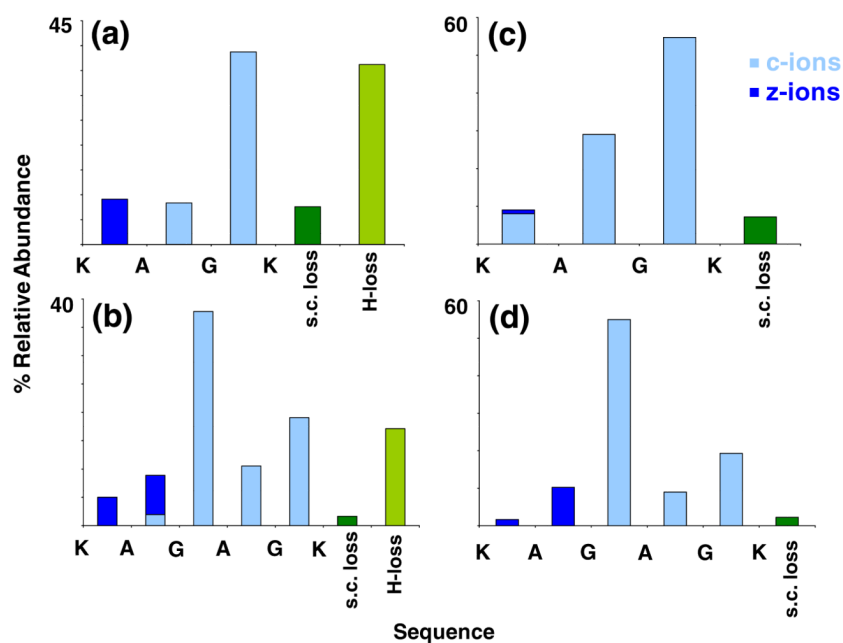 45
(a)
K A G K s.c. loss H-loss
60
(c)
c-ions
z-ions
K A G K s.c. loss
% Relative Abundance
40
(b)
K A G A G K s.c. loss H-loss
60
(d)
K A G A G K s.c. loss
Sequence